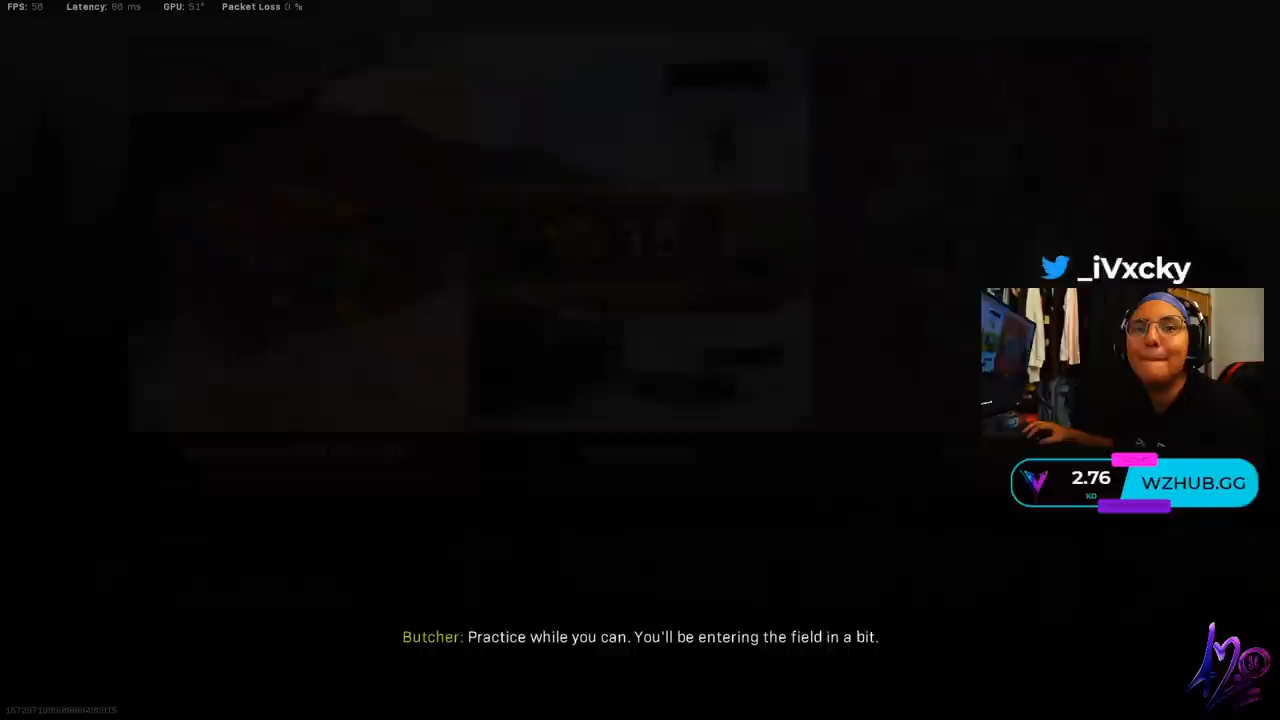 FPS: 58 Latency: 86 ms GPU: 51° Packet Loss 0 %
_iVxcky
2.76
KD
WZHUB.GG
Butcher: Practice while you can. You'll be entering the field in a bit.